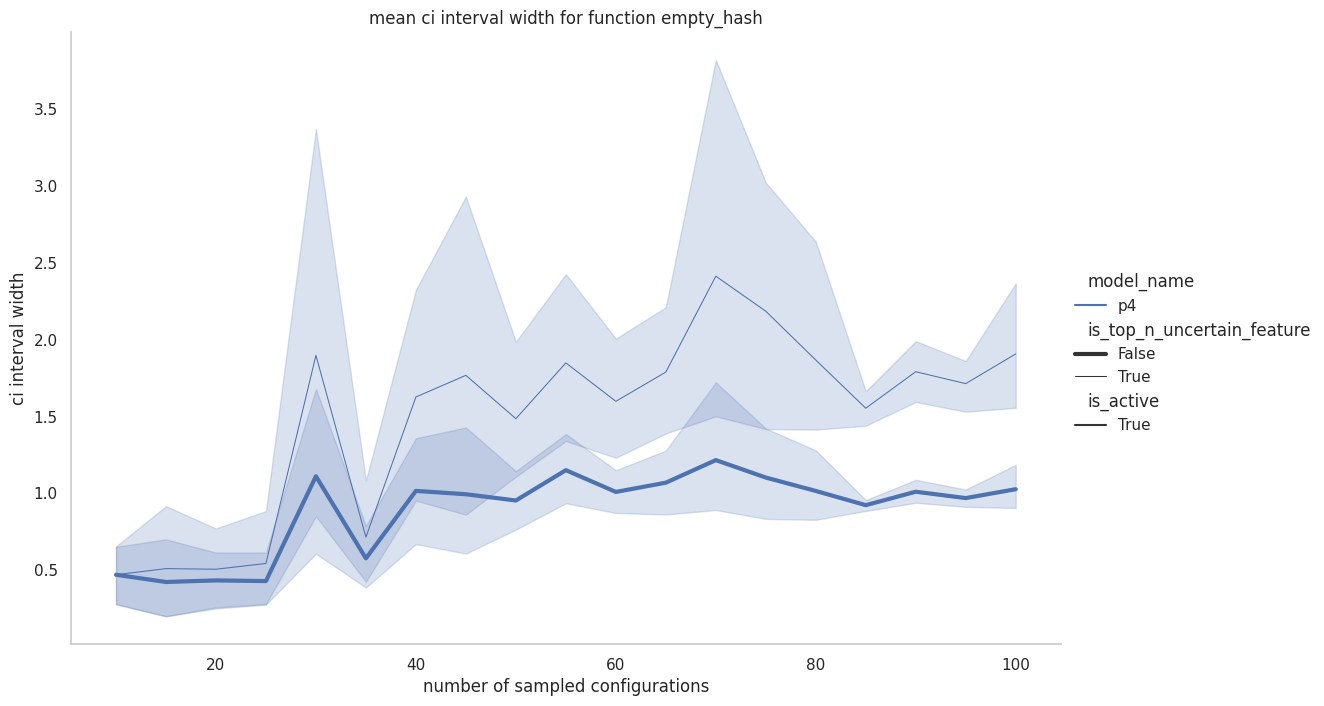 mean ci interval width for function empty_hash
ci interval width
3.5
3.0
2.5
2.0
1.5
1.0
0.5
20
40
60
80
100
number of sampled configurations
model_name
p4
is_top_n_uncertain_feature
False
True
is_active
True